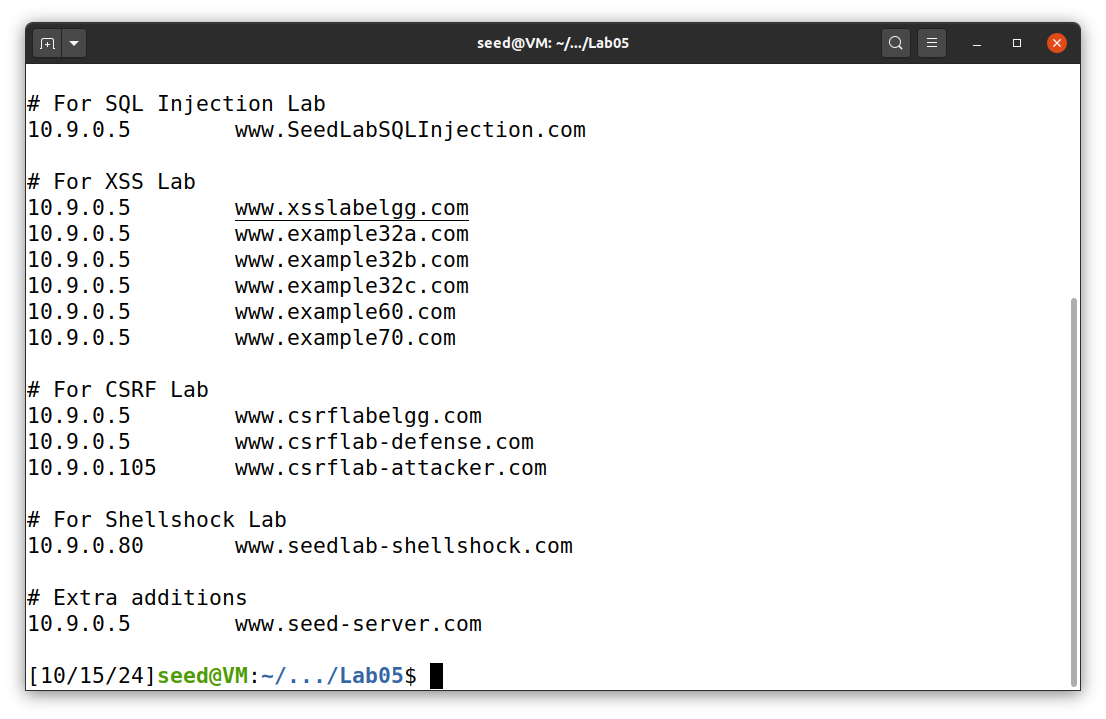 seed@VM: ~/.../Lab05
# For SQL Injection Lab
10.9.0.5        www.SeedLabSQLInjection.com
# For XSS Lab
10.9.0.5        www.xsslabelgg.com
10.9.0.5        www.example32a.com
10.9.0.5        www.example32b.com
10.9.0.5        www.example32c.com
10.9.0.5        www.example60.com
10.9.0.5        www.example70.com
# For CSRF Lab
10.9.0.5        www.csrflabelgg.com
10.9.0.5        www.csrflab-defense.com
10.9.0.105      www.csrflab-attacker.com
# For Shellshock Lab
10.9.0.80       www.seedlab-shellshock.com
# Extra additions
10.9.0.5        www.seed-server.com
[10/15/24]seed@VM:~/.../Lab05$